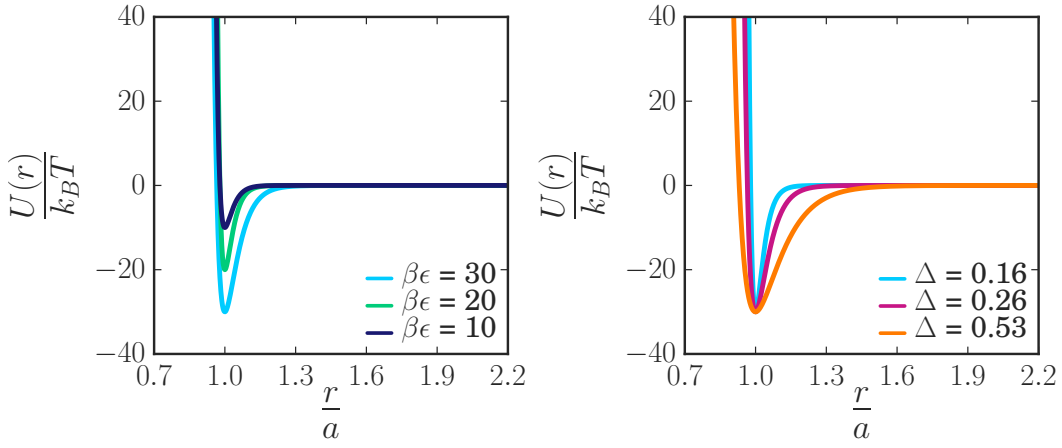 40
20
0
−20
−40
U(r)
k_BT
βϵ = 30
βϵ = 20
βϵ = 10
0.7 1.0 1.3 1.6 1.9 2.2
r
a
40
20
0
−20
−40
U(r)
k_BT
Δ = 0.16
Δ = 0.26
Δ = 0.53
0.7 1.0 1.3 1.6 1.9 2.2
r
a